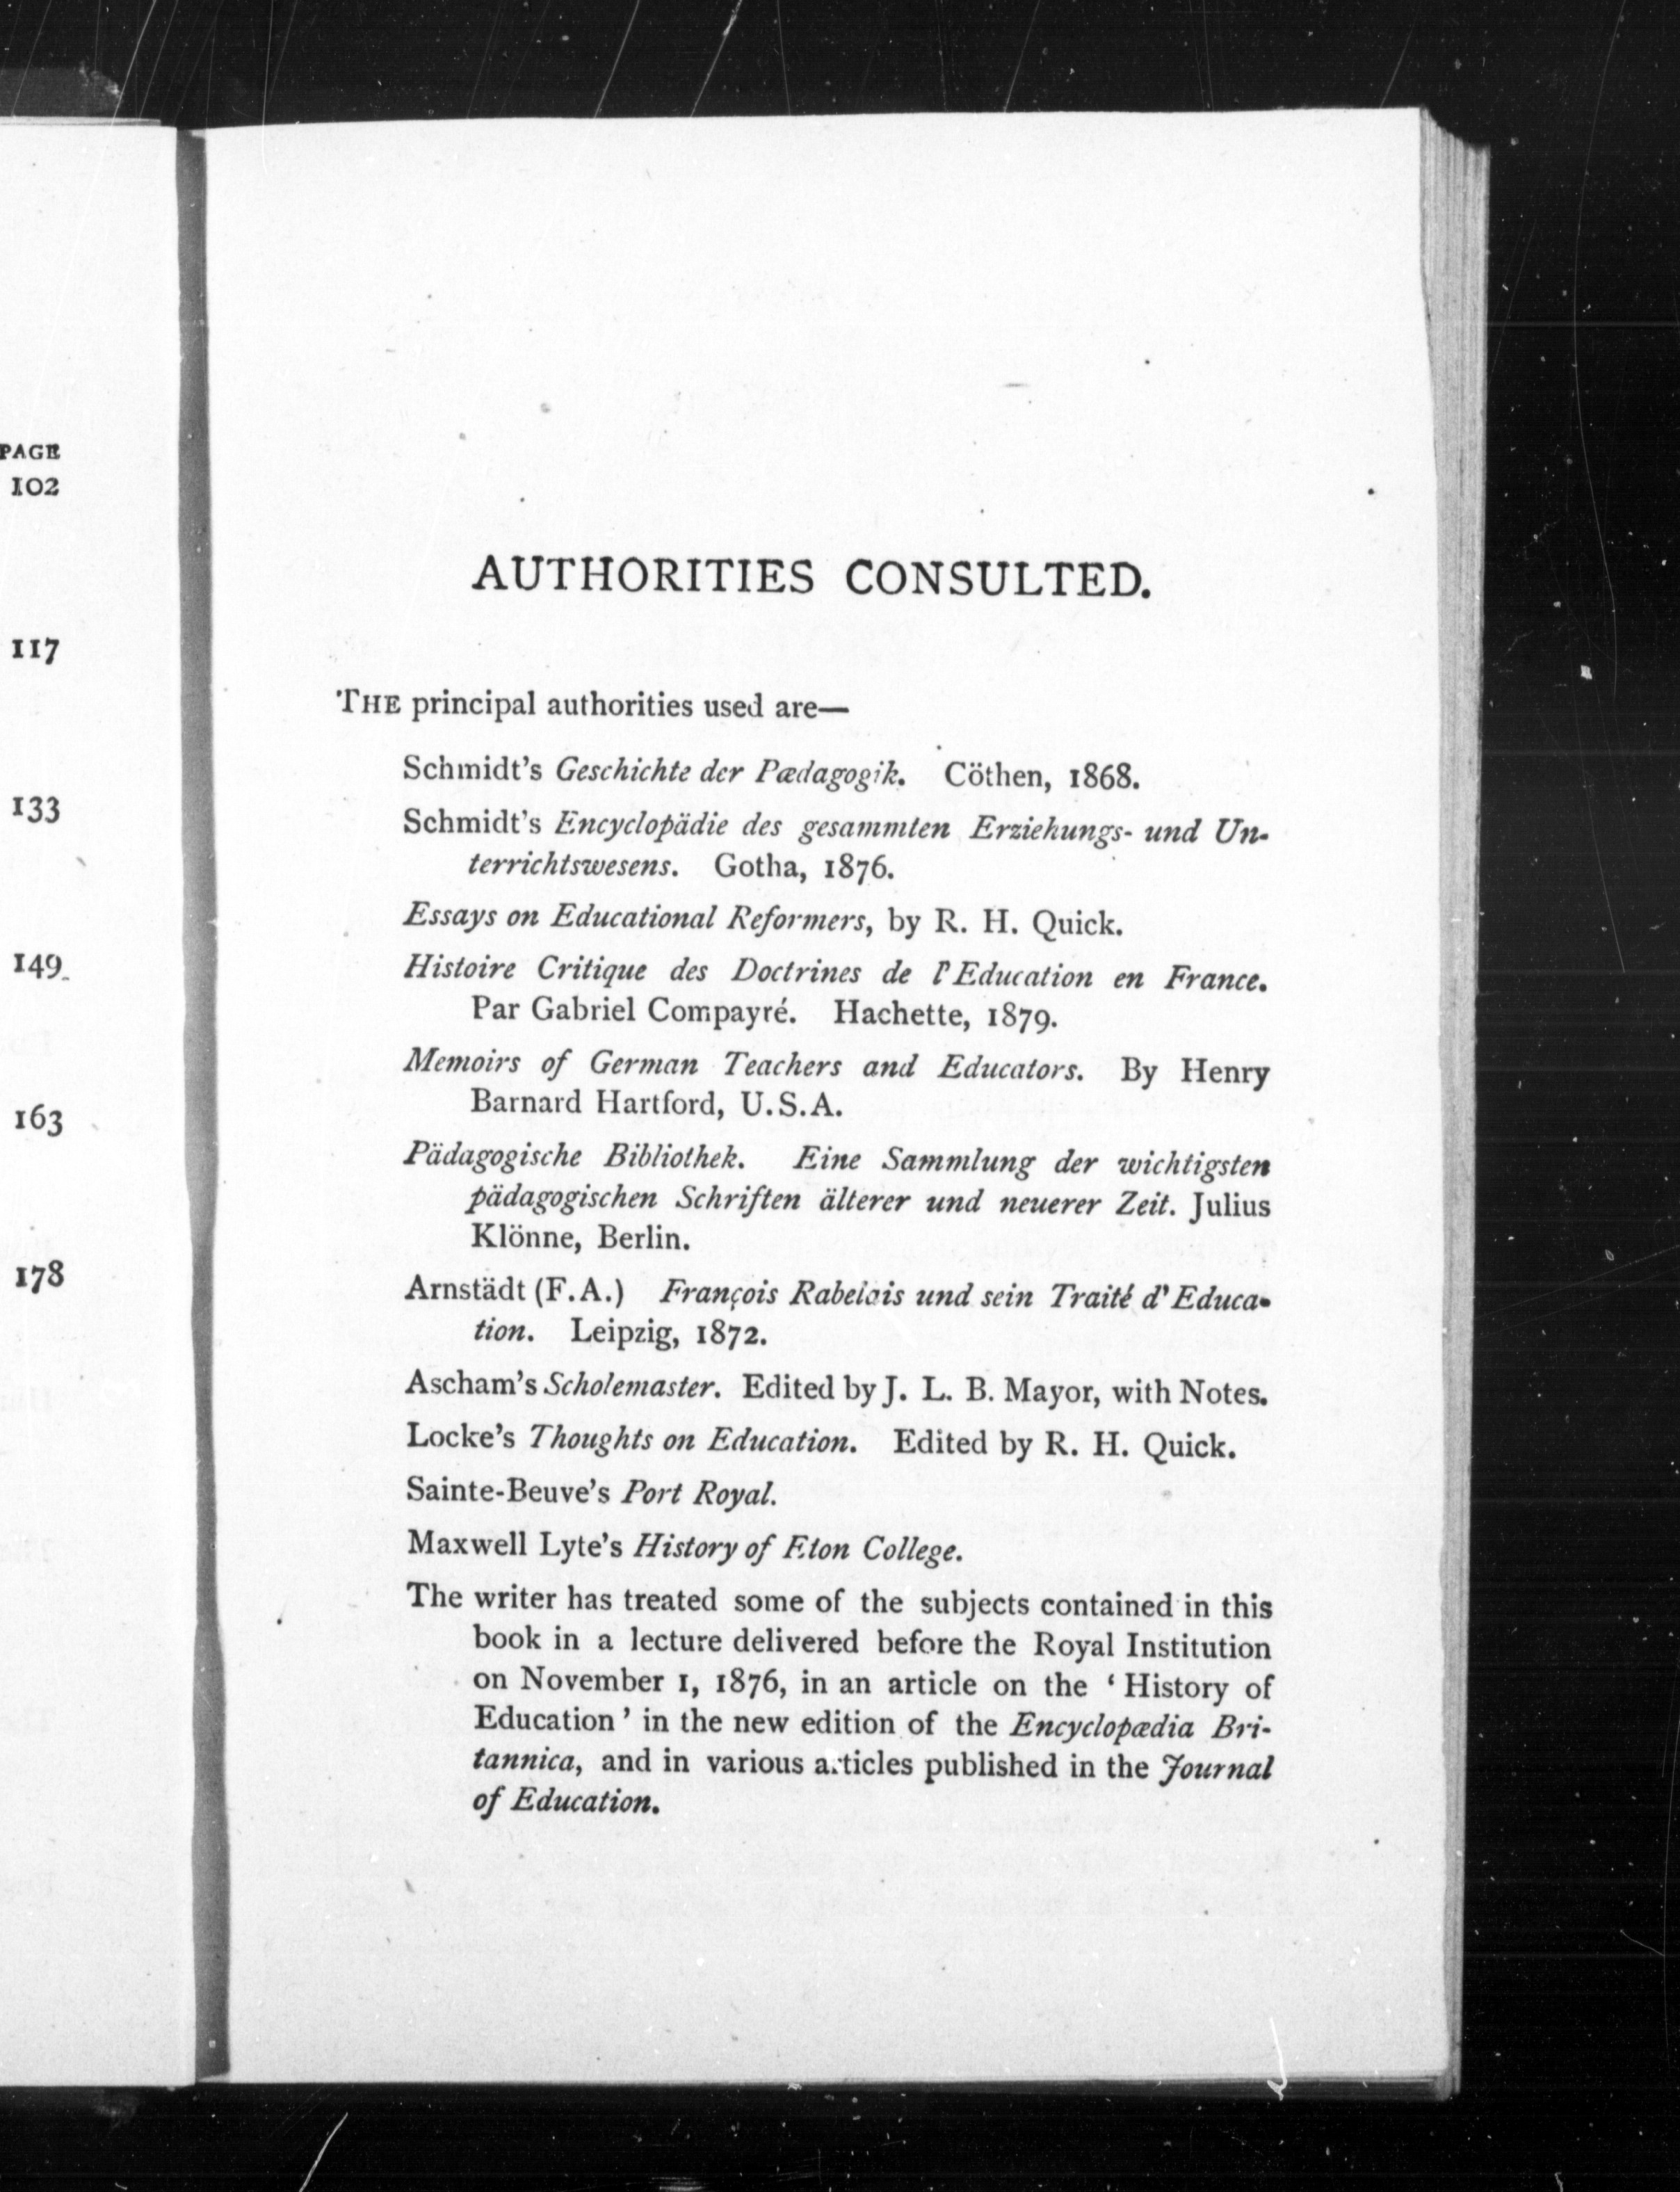 PAGE
102
117
133
149
163
178
AUTHORITIES CONSULTED.
THE principal authorities used are—
Schmidt's Geschichte der Pædagogik. Cöthen, 1868.
Schmidt's Encyclopädie des gesammten Erziehungs- und Un-
terrichtswesens. Gotha, 1876.
Essays on Educational Reformers, by R. H. Quick.
Histoire Critique des Doctrines de l'Education en France.
Par Gabriel Compayré. Hachette, 1879.
Memoirs of German Teachers and Educators. By Henry
Barnard Hartford, U.S.A.
Pädagogische Bibliothek. Eine Sammlung der wichtigsten
pädagogischen Schriften älterer und neuerer Zeit. Julius
Klönne, Berlin.
Arnstädt (F.A.) François Rabelais und sein Traité d'Educa-
tion. Leipzig, 1872.
Ascham's Scholemaster. Edited by J. L. B. Mayor, with Notes.
Locke's Thoughts on Education. Edited by R. H. Quick.
Sainte-Beuve's Port Royal.
Maxwell Lyte's History of Eton College.
The writer has treated some of the subjects contained in this
book in a lecture delivered before the Royal Institution
on November 1, 1876, in an article on the ‘History of
Education’ in the new edition of the Encyclopædia Bri-
tannica, and in various articles published in the Journal
of Education.